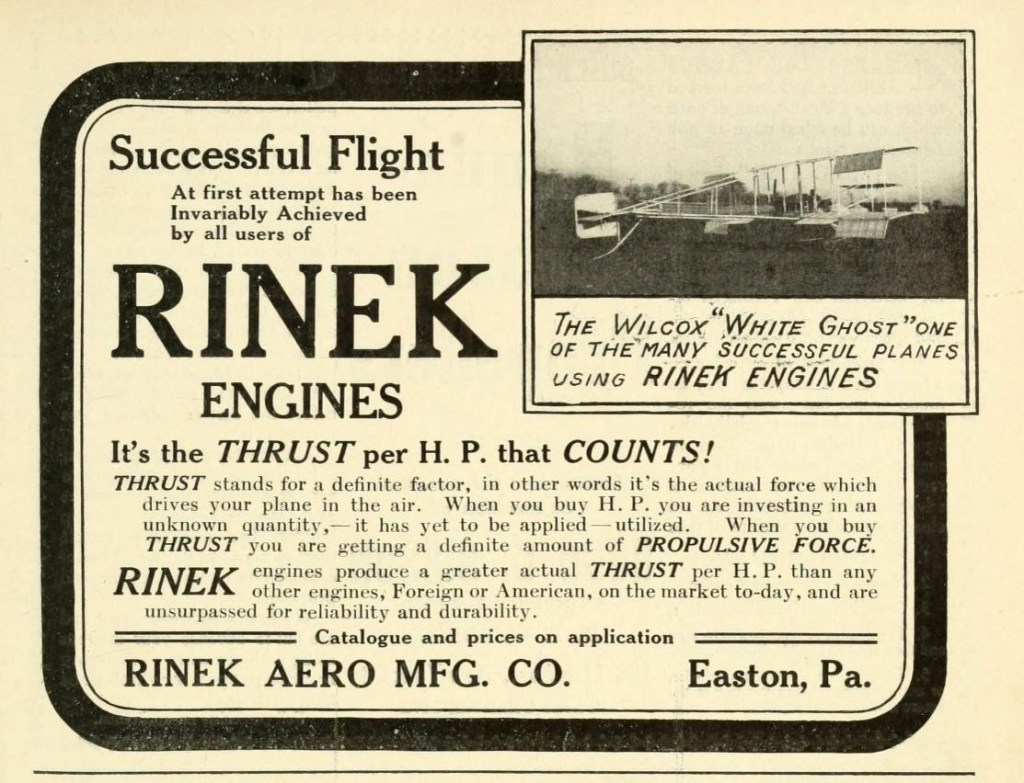 Successful Flight
At first attempt has been
Invariably Achieved
by all users of
RINEK
ENGINES
THE WILCOX "WHITE GHOST" ONE
OF THE MANY SUCCESSFUL PLANES
USING RINEK ENGINES
It's the THRUST per H. P. that COUNTS!
THRUST stands for a definite factor, in other words it's the actual force which
drives your plane in the air. When you buy H. P. you are investing in an
unknown quantity,—it has yet to be applied—utilized. When you buy
THRUST you are getting a definite amount of PROPULSIVE FORCE.
RINEK engines produce a greater actual THRUST per H. P. than any
other engines, Foreign or American, on the market to-day, and are
unsurpassed for reliability and durability.
Catalogue and prices on application
RINEK AERO MFG. CO. Easton, Pa.